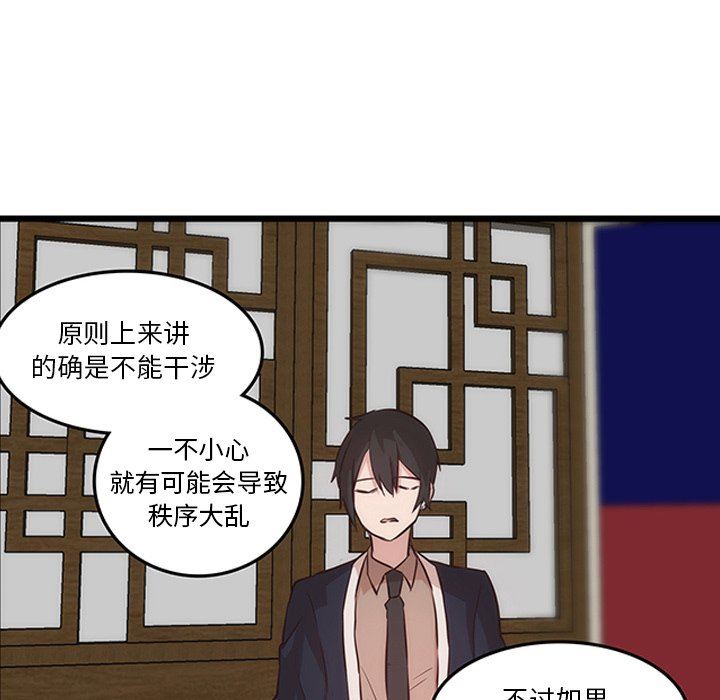 原则上来讲
的确是不能干涉
一不小心
就有可能会导致
秩序大乱
不过如果